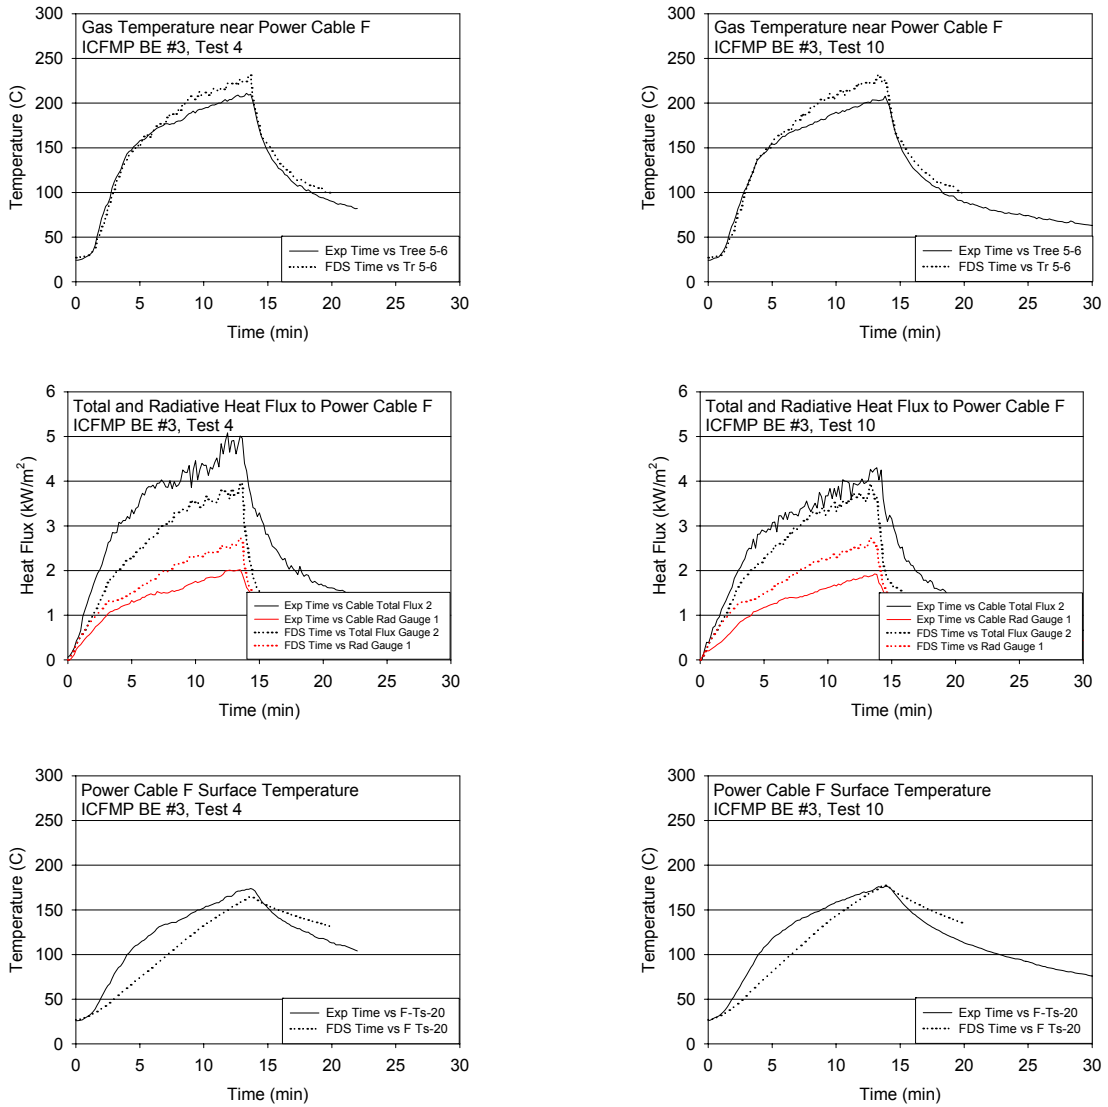 Gas Temperature near Power Cable F
ICFMP BE #3, Test 4
Temperature (C)
300
250
200
150
100
50
0
Exp Time vs Tree 5-6
FDS Time vs Tr 5-6
0 5 10 15 20 25 30
Time (min)
Gas Temperature near Power Cable F
ICFMP BE #3, Test 10
Temperature (C)
300
250
200
150
100
50
0
Exp Time vs Tree 5-6
FDS Time vs Tr 5-6
0 5 10 15 20 25 30
Time (min)
Total and Radiative Heat Flux to Power Cable F
ICFMP BE #3, Test 4
Heat Flux (kW/m²)
6
5
4
3
2
1
0
Exp Time vs Cable Total Flux 2
Exp Time vs Cable Rad Gauge 1
FDS Time vs Total Flux Gauge 2
FDS Time vs Rad Gauge 1
0 5 10 15 20 25 30
Time (min)
Total and Radiative Heat Flux to Power Cable F
ICFMP BE #3, Test 10
Heat Flux (kW/m²)
6
5
4
3
2
1
0
Exp Time vs Cable Total Flux 2
Exp Time vs Cable Rad Gauge 1
FDS Time vs Total Flux Gauge 2
FDS Time vs Rad Gauge 1
0 5 10 15 20 25 30
Time (min)
Power Cable F Surface Temperature
ICFMP BE #3, Test 4
Temperature (C)
300
250
200
150
100
50
0
Exp Time vs F-Ts-20
FDS Time vs F Ts-20
0 5 10 15 20 25 30
Time (min)
Power Cable F Surface Temperature
ICFMP BE #3, Test 10
Temperature (C)
300
250
200
150
100
50
0
Exp Time vs F-Ts-20
FDS Time vs F Ts-20
0 5 10 15 20 25 30
Time (min)